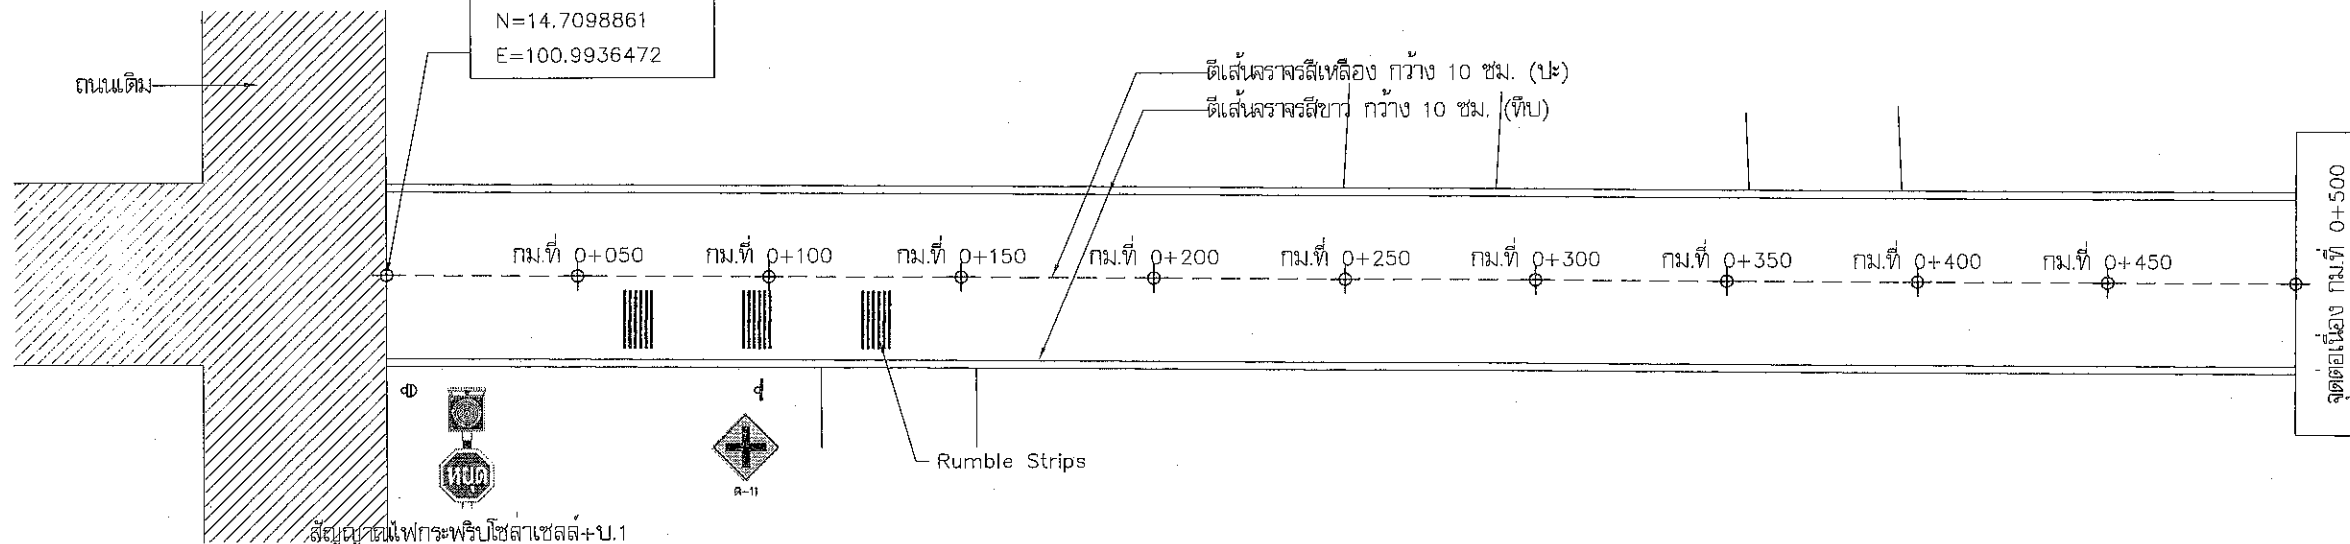 N=14.7098861
E=100.9936472
ถนนเดิม
ตีเส้นจราจรสีเหลือง กว้าง 10 ซม. (ปะ)
ตีเส้นจราจรสีขาว กว้าง 10 ซม. (ทึบ)
กม.ที่ 0+050
กม.ที่ 0+100
กม.ที่ 0+150
กม.ที่ 0+200
กม.ที่ 0+250
กม.ที่ 0+300
กม.ที่ 0+350
กม.ที่ 0+400
กม.ที่ 0+450
จุดต่อเนื่อง กม.ที่ 0+500
หยุด
ต-11
Rumble Strips
สัญญาณไฟกระพริบโซล่าเซลล์+บ.1